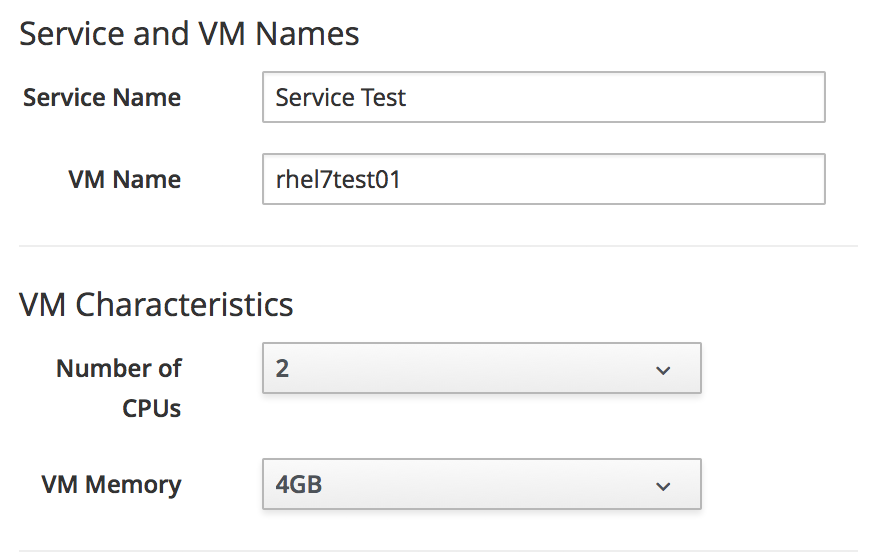 Service and VM Names
Service Name
Service Test
VM Name
rhel7test01
VM Characteristics
Number of
CPUs
2
VM Memory
4GB